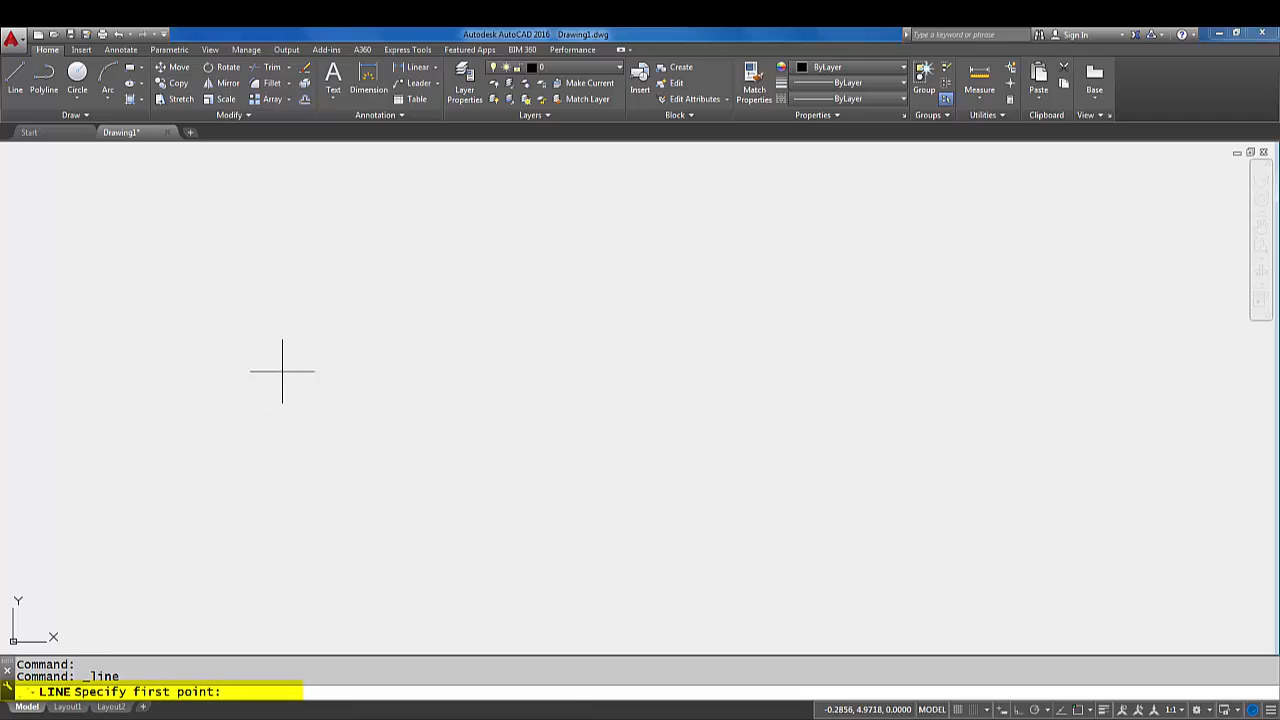 Autodesk AutoCAD 2016 Drawing1.dwg
Type a keyword or phrase
Sign In
Home Insert Annotate Parametric View Manage Output Add-ins A360 Express Tools Featured Apps BIM 360 Performance
Line Polyline Circle Arc
Move Rotate Trim
Copy Mirror Fillet
Stretch Scale Array
Text Dimension
Linear
Leader
Table
Layer Properties
0
Make Current
Match Layer
Insert
Create
Edit
Edit Attributes
Match Properties
ByLayer
ByLayer
ByLayer
Group
Measure
Paste
Base
Draw Modify Annotation Layers Block Properties Groups Utilities Clipboard View
Start Drawing1*
Y
X
Command:
Command: _line
LINE Specify first point:
Model Layout1 Layout2
-0.2856, 4.9718, 0.0000 MODEL 1:1